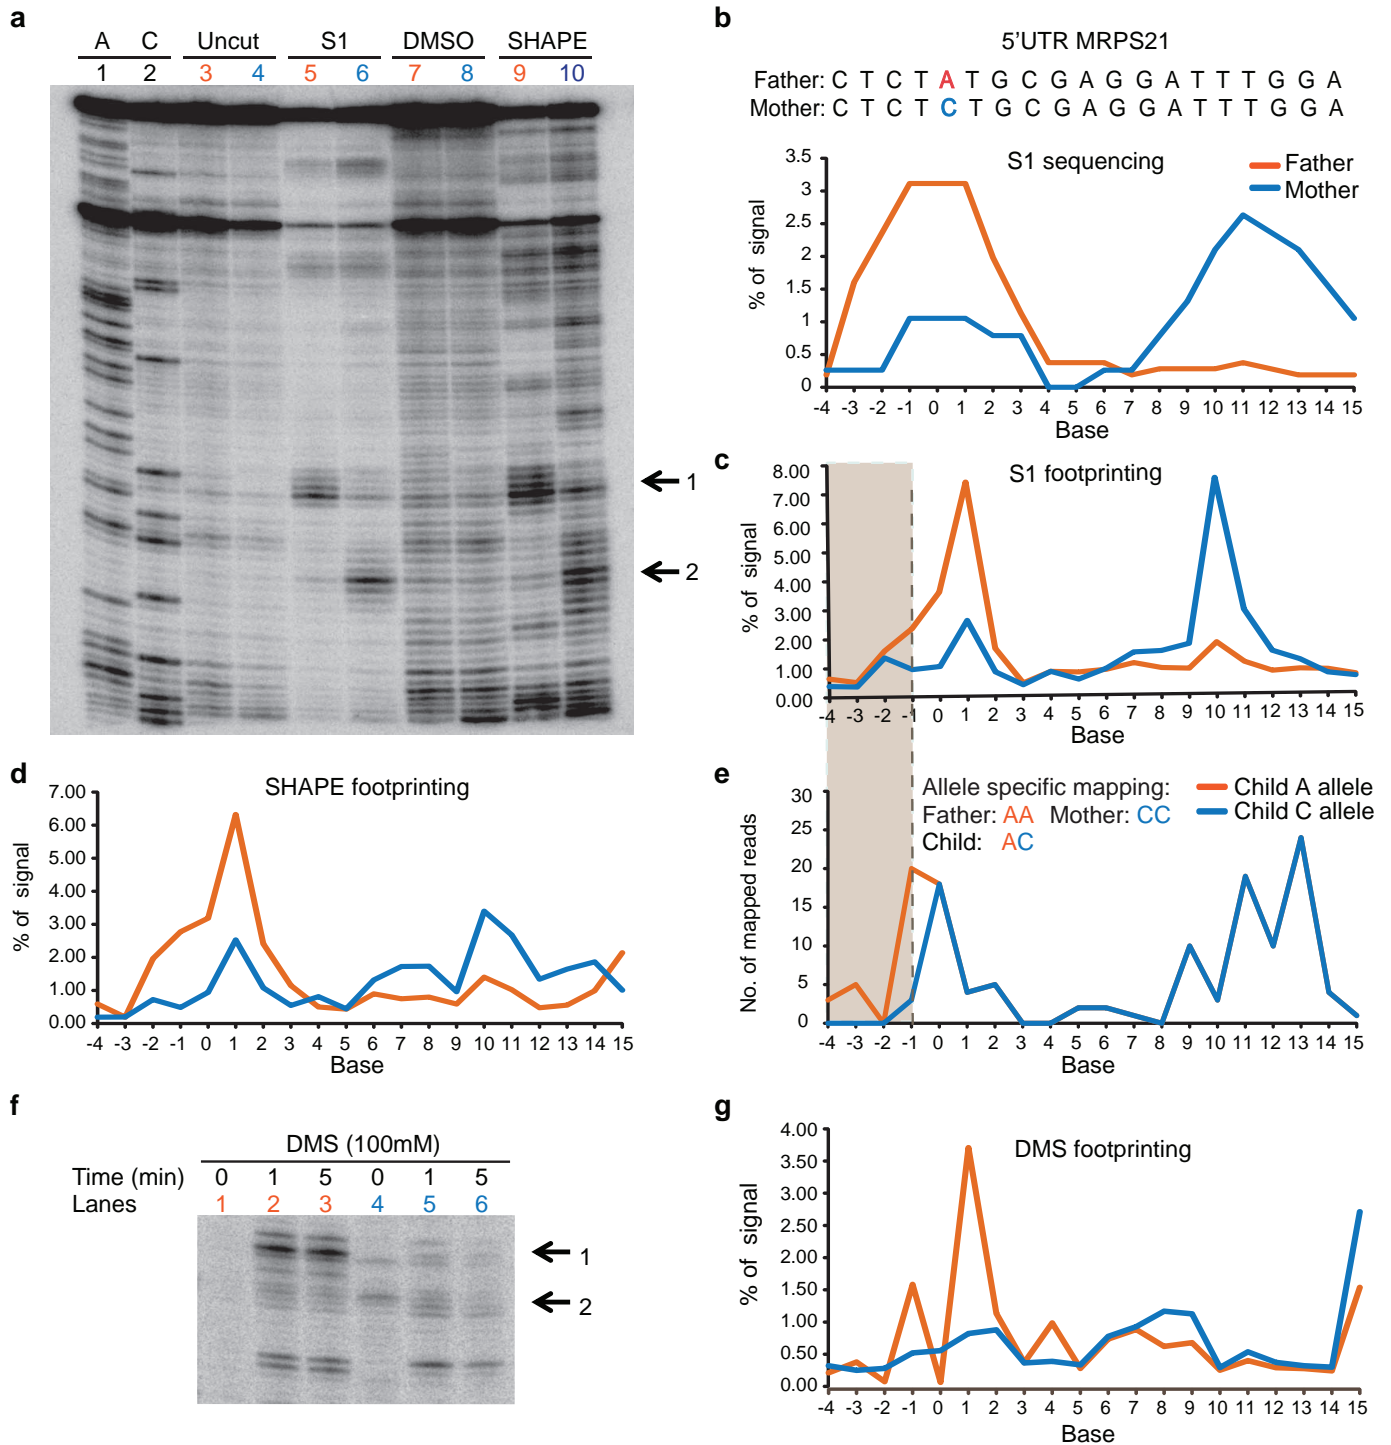 a
A C Uncut S1 DMSO SHAPE
1 2 3 4 5 6 7 8 9 10
1
2
b
5'UTR MRPS21
Father: C T C T A T G C G A G G A T T T G G A
Mother: C T C T C T G C G A G G A T T T G G A
S1 sequencing
Father
Mother
% of signal
3.5
3
2.5
2
1.5
1
0.5
0
-4 -3 -2 -1 0 1 2 3 4 5 6 7 8 9 10 11 12 13 14 15
Base
c
S1 footprinting
% of signal
8.00
7.00
6.00
5.00
4.00
3.00
2.00
1.00
0.00
-4 -3 -2 -1 0 1 2 3 4 5 6 7 8 9 10 11 12 13 14 15
Base
d
SHAPE footprinting
% of signal
7.00
6.00
5.00
4.00
3.00
2.00
1.00
0.00
-4 -3 -2 -1 0 1 2 3 4 5 6 7 8 9 10 11 12 13 14 15
Base
e
Allele specific mapping:
Father: AA Mother: CC
Child: AC
Child A allele
Child C allele
No. of mapped reads
30
25
20
15
10
5
0
-4 -3 -2 -1 0 1 2 3 4 5 6 7 8 9 10 11 12 13 14 15
Base
f
DMS (100mM)
Time (min) 0 1 5 0 1 5
Lanes 1 2 3 4 5 6
1
2
g
DMS footprinting
% of signal
4.00
3.50
3.00
2.50
2.00
1.50
1.00
0.50
0.00
-4 -3 -2 -1 0 1 2 3 4 5 6 7 8 9 10 11 12 13 14 15
Base